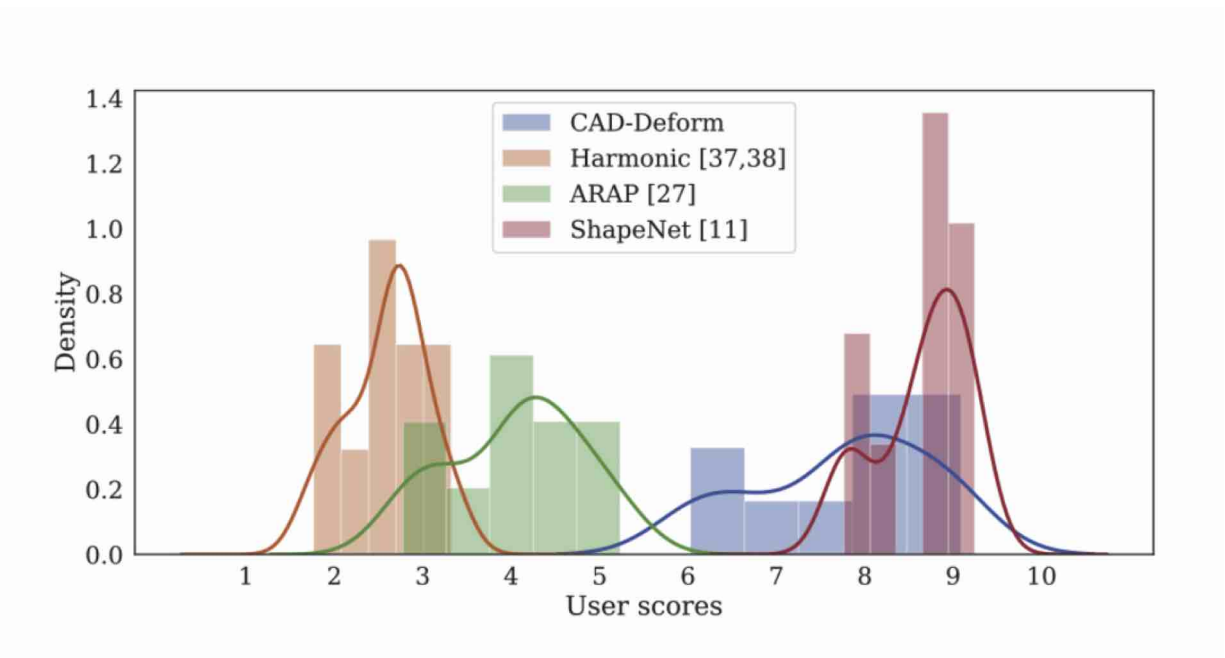 1.4
1.2
1.0
0.8
0.6
0.4
0.2
0.0
Density
CAD-Deform
Harmonic [37,38]
ARAP [27]
ShapeNet [11]
1 2 3 4 5 6 7 8 9 10
User scores